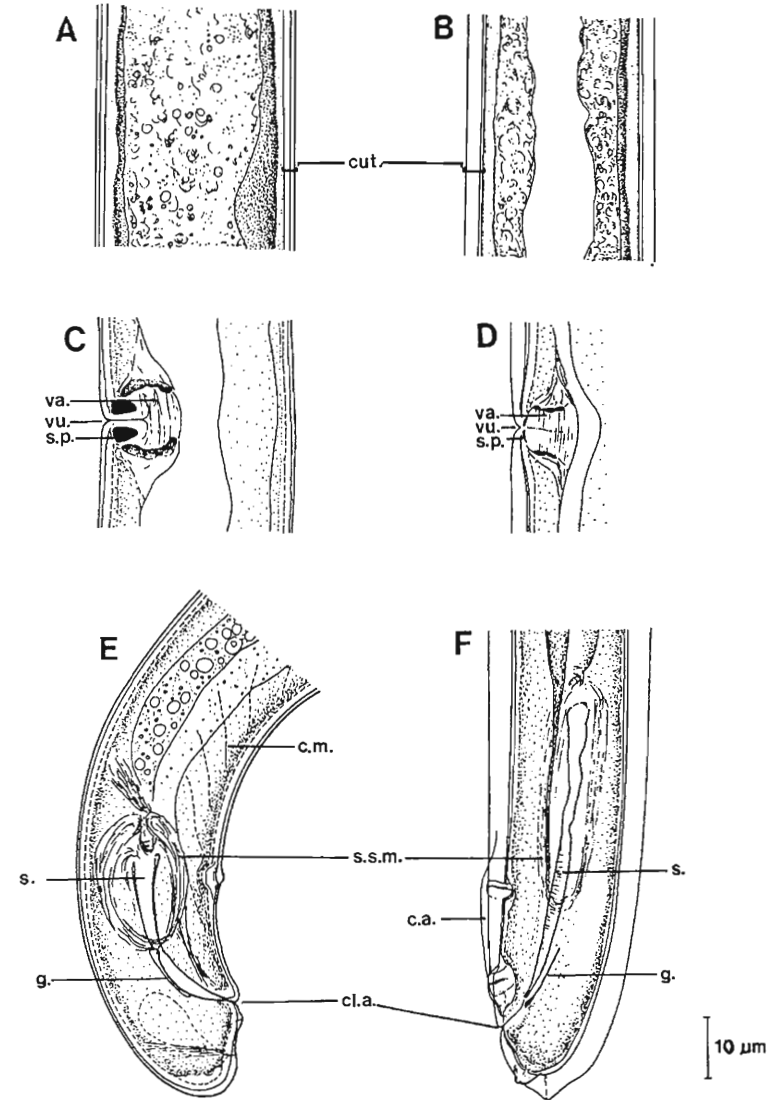 A
B
cut.
C
va.
vu.
s.p.
D
va.
vu.
s.p.
E
F
c.m.
s.s.m.
s.
s.
c.a.
g.
g.
cl.a.
10 µm